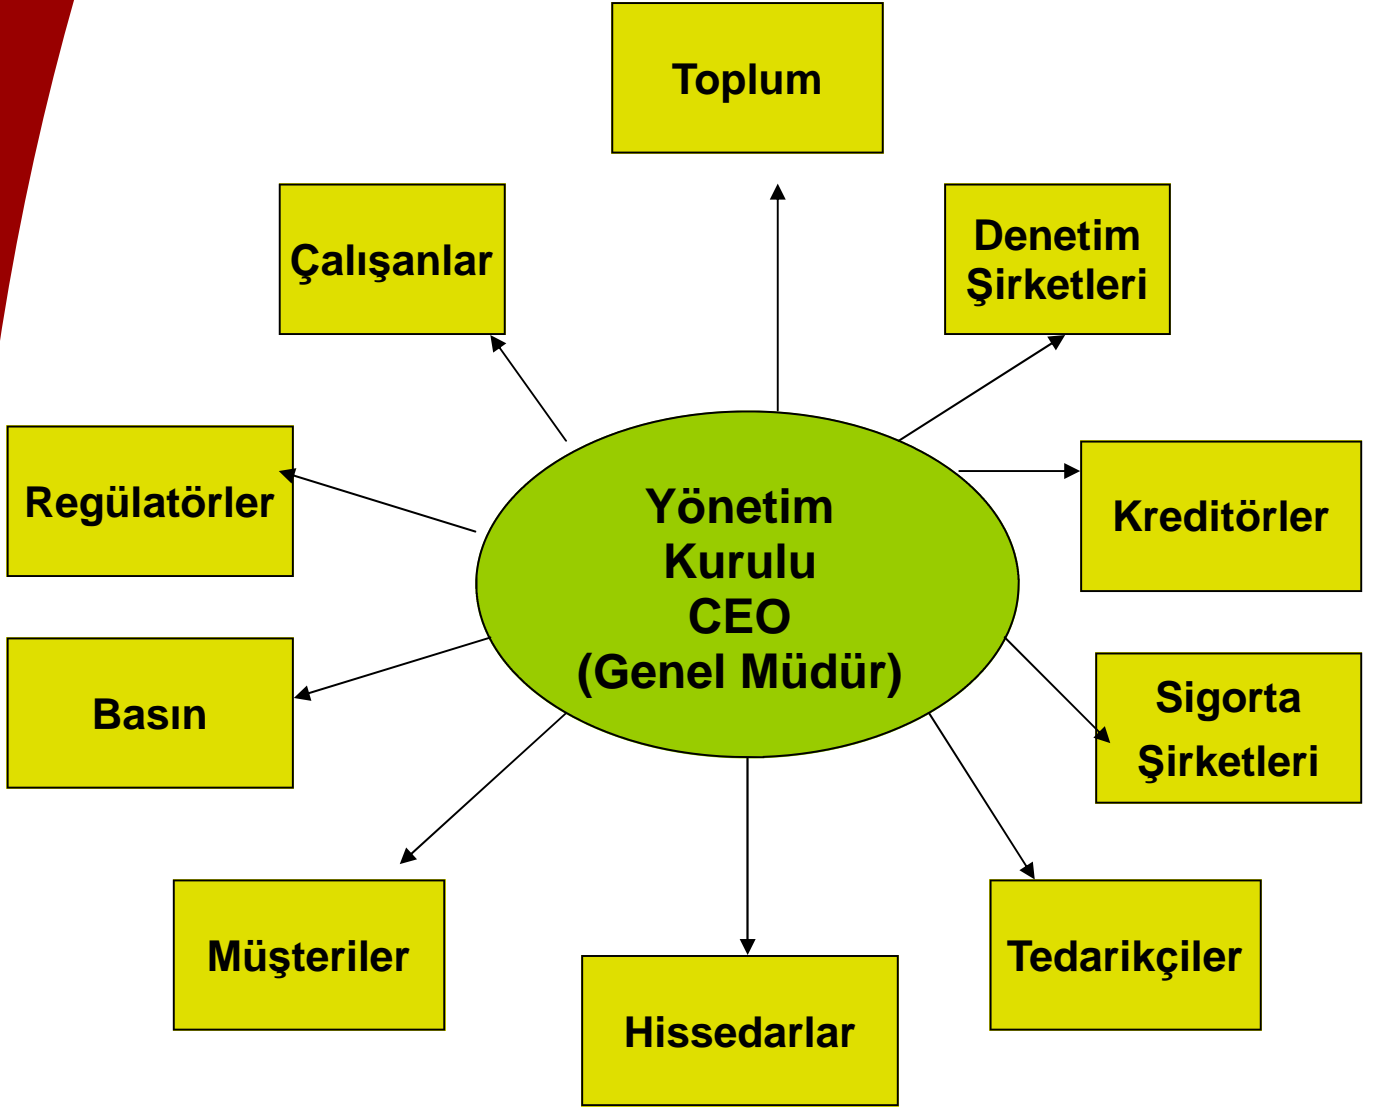 Toplum
Çalışanlar
Denetim
Şirketleri
Regülatörler
Yönetim
Kurulu
CEO
(Genel Müdür)
Kreditörler
Basın
Sigorta
Şirketleri
Müşteriler
Hissedarlar
Tedarikçiler